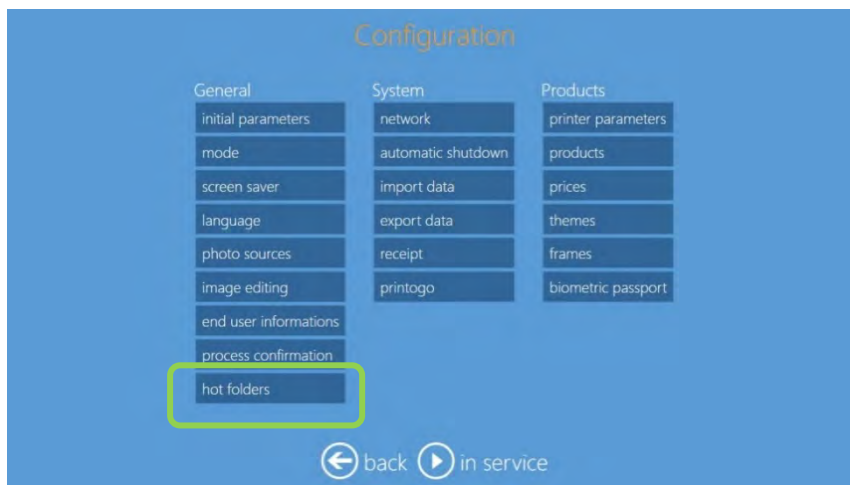 Configuration
General
initial parameters
mode
screen saver
language
photo sources
image editing
end user informations
process confirmation
hot folders
System
network
automatic shutdown
import data
export data
receipt
printogo
Products
printer parameters
products
prices
themes
frames
biometric passport
back in service